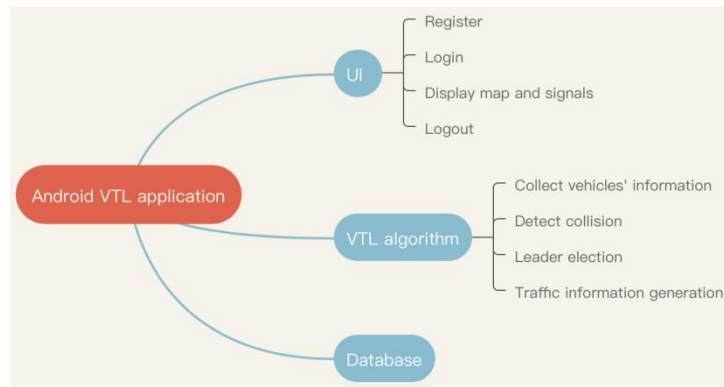 Register
UI
Login
Display map and signals
Logout
Android VTL application
Collect vehicles' information
VTL algorithm
Detect collision
Leader election
Traffic information generation
Database